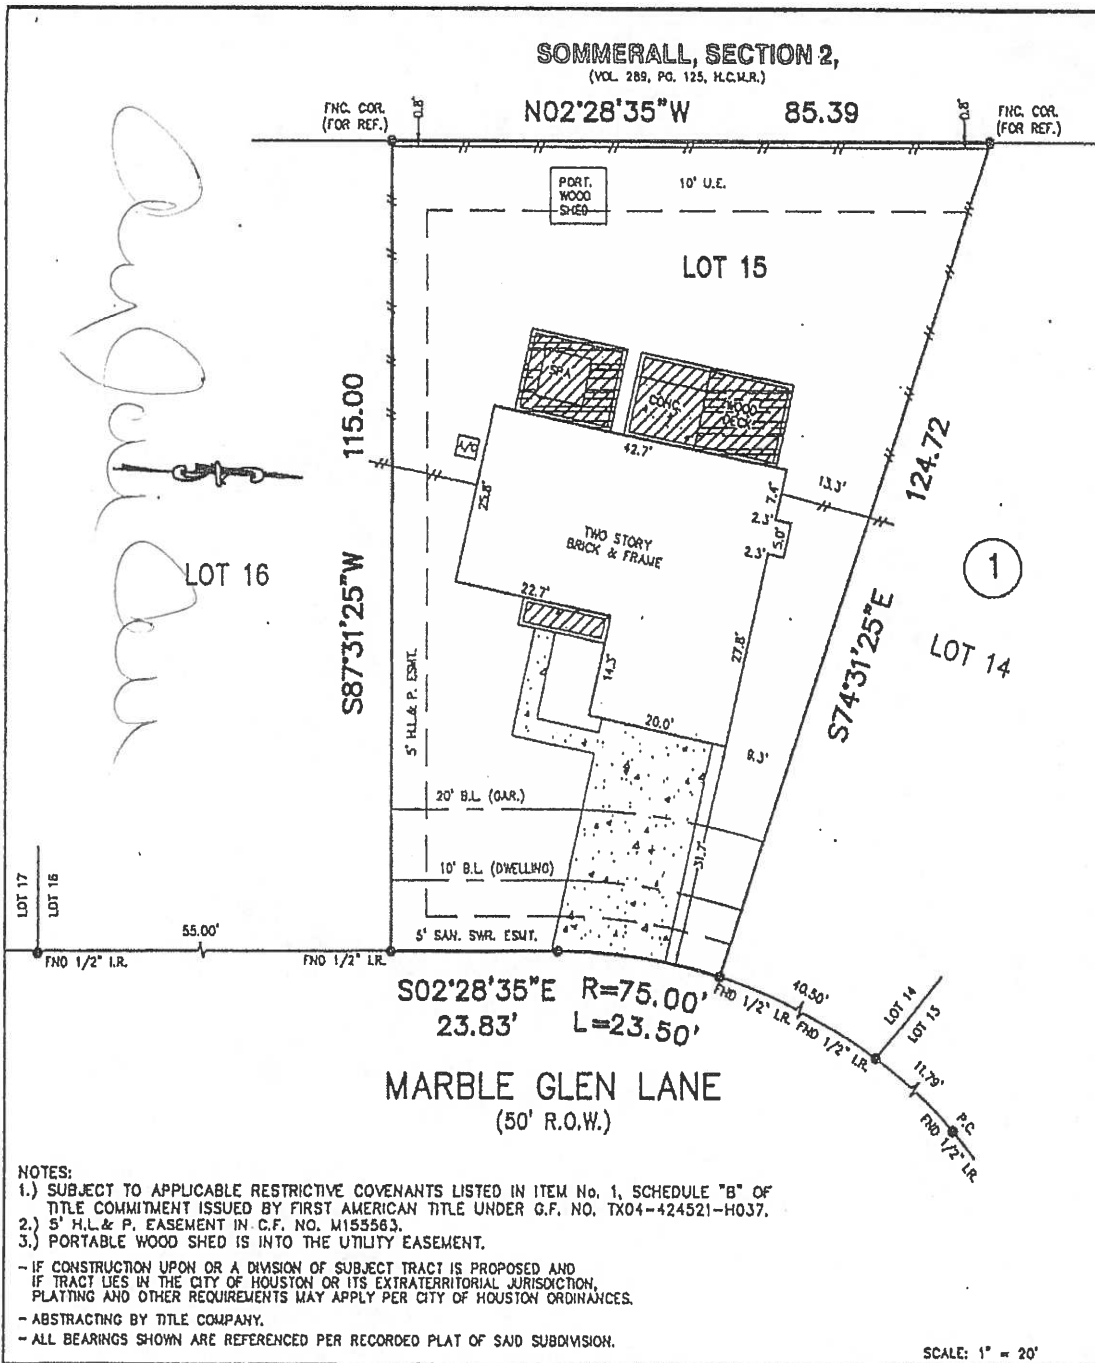 SOMMERALL, SECTION 2,
(VOL. 289, PG. 125, H.C.M.R.)
FNC. COR.
(FOR REF.)
0.8'
N02°28'35"W 85.39
0.8'
FNC. COR.
(FOR REF.)
PORT.
WOOD
SHED
10' U.E.
LOT 15
SPA
CONC.
WOOD
DECK
42.7'
A/C
25.8'
7.4'
2.3'
5.0'
2.3'
13.3'
TWO STORY
BRICK & FRAME
115.00
S87°31'25"W
124.72
S74°31'25"E
1
LOT 16
LOT 14
22.7'
14.3'
27.8'
20.0'
9.3'
5' H.L.& P. ESMT.
20' B.L. (GAR.)
31.7'
10' B.L. (DWELLING)
LOT 17
LOT 16
55.00'
5' SAN. SWR. ESMT.
FND 1/2" I.R.
FND 1/2" I.R.
S02°28'35"E R=75.00'
23.83' L=23.50'
FND 1/2" I.R.
40.50'
FND 1/2" I.R.
LOT 14
LOT 13
11.79'
P.C.
FND 1/2" I.R.
MARBLE GLEN LANE
(50' R.O.W.)
NOTES:
1.) SUBJECT TO APPLICABLE RESTRICTIVE COVENANTS LISTED IN ITEM No. 1, SCHEDULE "B" OF
TITLE COMMITMENT ISSUED BY FIRST AMERICAN TITLE UNDER G.F. NO. TX04-424521-H037.
2.) 5' H.L.& P. EASEMENT IN C.F. NO. M155563.
3.) PORTABLE WOOD SHED IS INTO THE UTILITY EASEMENT.
- IF CONSTRUCTION UPON OR A DIVISION OF SUBJECT TRACT IS PROPOSED AND
IF TRACT LIES IN THE CITY OF HOUSTON OR ITS EXTRATERRITORIAL JURISDICTION,
PLATTING AND OTHER REQUIREMENTS MAY APPLY PER CITY OF HOUSTON ORDINANCES.
- ABSTRACTING BY TITLE COMPANY.
- ALL BEARINGS SHOWN ARE REFERENCED PER RECORDED PLAT OF SAID SUBDIVISION.
SCALE: 1" = 20'